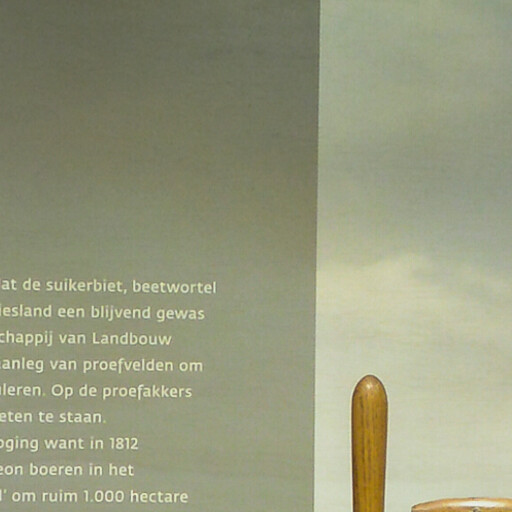 at de suikerbiet, beetwortel
iesland een blijvend gewas
chappij van Landbouw
anleg van proefvelden om
leren. Op de proefakkers
eten te staan.
oging want in 1812
eon boeren in het
' om ruim 1.000 hectare